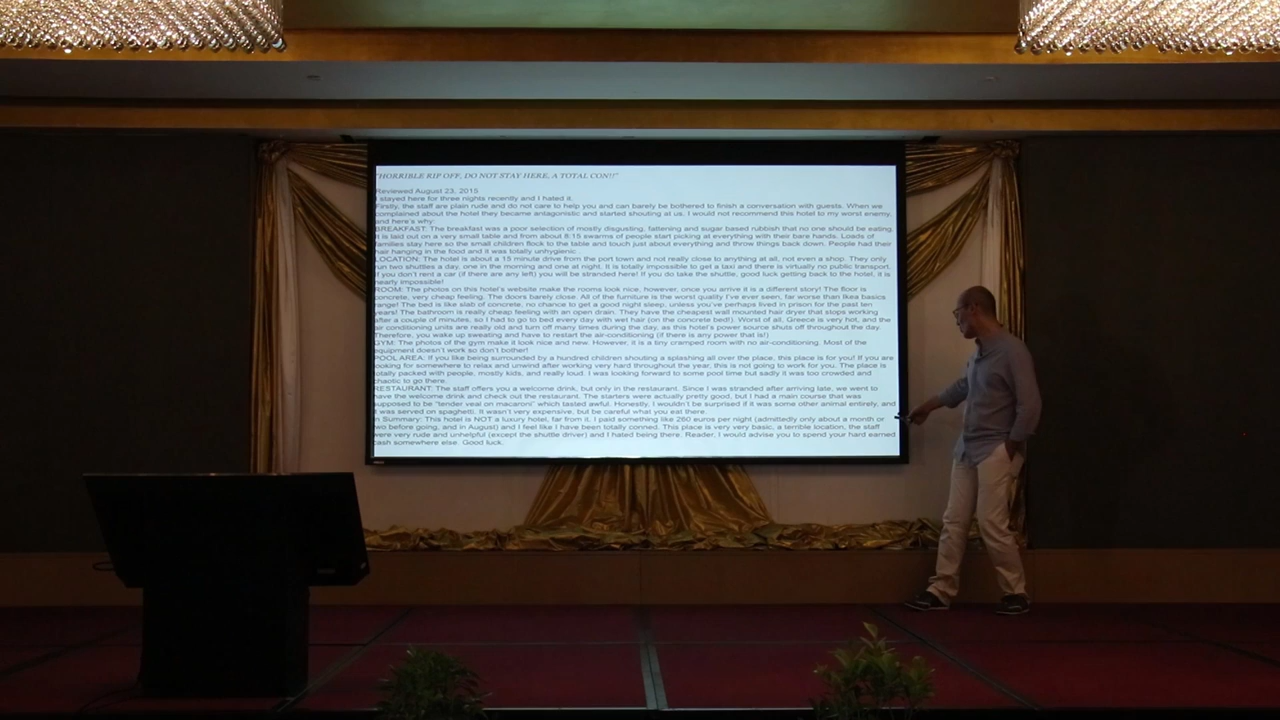 "HORRIBLE RIP OFF, DO NOT STAY HERE, A TOTAL CON!!"
Reviewed August 23, 2015
I stayed here for three nights recently and I hated it.
Firstly, the staff are plain rude and do not care to help you and can barely be bothered to finish a conversation with guests. When we
complained about the hotel they became antagonistic and started shouting at us. I would not recommend this hotel to my worst enemy,
and here's why:
BREAKFAST: The breakfast was a poor selection of mostly disgusting, fattening and sugar based rubbish that no one should be eating.
It is laid out on a very small table and from about 8:15 swarms of people start picking at everything with their bare hands. Loads of
families stay here so the small children flock to the table and touch just about everything and throw things back down. People had their
hair hanging in the food and it was totally unhygienic.
LOCATION: The hotel is about a 15 minute drive from the port town and not really close to anything at all, not even a shop. They only
run two shuttles a day, one in the morning and one at night. It is totally impossible to get a taxi and there is virtually no public transport.
If you don't rent a car (if there are any left) you will be stranded here! If you do take the shuttle, good luck getting back to the hotel, it is
nearly impossible!
ROOM: The photos on this hotel's website make the rooms look nice, however, once you arrive it is a different story! The floor is
concrete, very cheap feeling. The doors barely close. All of the furniture is the worst quality I've ever seen, far worse than Ikea basics
range! The bed is like slab of concrete, no chance to get a good night sleep, unless you've perhaps lived in prison for the past ten
years! The bathroom is really cheap feeling with an open drain. They have the cheapest wall mounted hair dryer that stops working
after a couple of minutes, so I had to go to bed every day with wet hair (on the concrete bed!). Worst of all, Greece is very hot, and the
air conditioning units are really old and turn off many times during the day, as this hotel's power source shuts off throughout the day.
Therefore, you wake up sweating and have to restart the air-conditioning (if there is any power that is!)
GYM: The photos of the gym make it look nice and new. However, it is a tiny cramped room with no air-conditioning. Most of the
equipment doesn't work so don't bother!
POOL AREA: If you like being surrounded by a hundred children shouting a splashing all over the place, this place is for you! If you are
looking for somewhere to relax and unwind after working very hard throughout the year, this is not going to work for you. The place is
totally packed with people, mostly kids, and really loud. I was looking forward to some pool time but sadly it was too crowded and
chaotic to go there.
RESTAURANT: The staff offers you a welcome drink, but only in the restaurant. Since I was stranded after arriving late, we went to
have the welcome drink and check out the restaurant. The starters were actually pretty good, but I had a main course that was
supposed to be "tender veal on macaroni" which tasted awful. Honestly, I wouldn't be surprised if it was some other animal entirely, and
it was served on spaghetti. It wasn't very expensive, but be careful what you eat there.
In Summary: This hotel is NOT a luxury hotel, far from it. I paid something like 260 euros per night (admittedly only about a month or
two before going, and in August) and I feel like I have been totally conned. This place is very very basic, a terrible location, the staff
were very rude and unhelpful (except the shuttle driver) and I hated being there. Reader, I would advise you to spend your hard earned
cash somewhere else. Good luck.